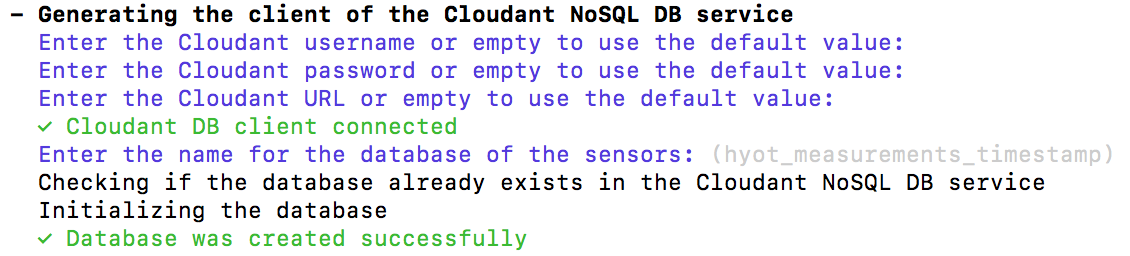 – Generating the client of the Cloudant NoSQL DB service
Enter the Cloudant username or empty to use the default value:
Enter the Cloudant password or empty to use the default value:
Enter the Cloudant URL or empty to use the default value:
✓ Cloudant DB client connected
Enter the name for the database of the sensors: (hyot_measurements_timestamp)
Checking if the database already exists in the Cloudant NoSQL DB service
Initializing the database
✓ Database was created successfully